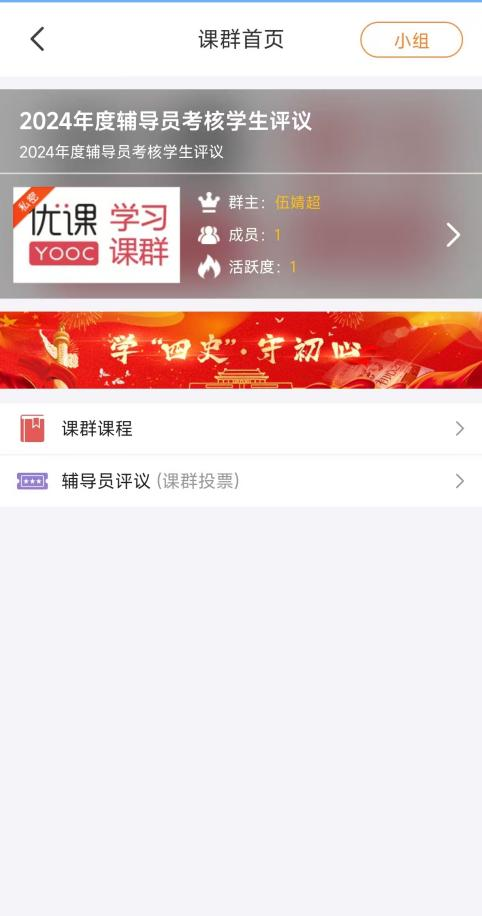 课群首页
小组
2024年度辅导员考核学生评议
2024年度辅导员考核学生评议
私密
优课
YOOC
学习
课群
群主：伍婧超
成员：1
活跃度：1
学“四史”·守初心
课群课程
辅导员评议 (课群投票)